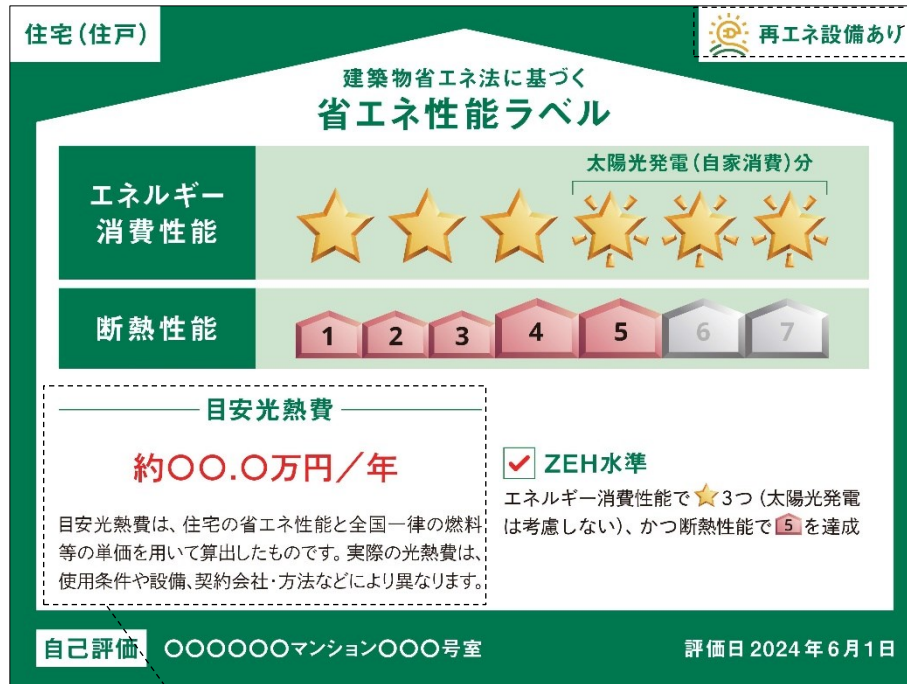 住宅(住戸)
再エネ設備あり
建築物省エネ法に基づく
省エネ性能ラベル
エネルギー
消費性能
太陽光発電(自家消費)分
断熱性能
1 2 3 4 5 6 7
目安光熱費
約〇〇.〇万円/年
目安光熱費は、住宅の省エネ性能と全国一律の燃料
等の単価を用いて算出したものです。実際の光熱費は、
使用条件や設備、契約会社・方法などにより異なります。
ZEH水準
エネルギー消費性能で3つ(太陽光発電
は考慮しない)、かつ断熱性能で5を達成
自己評価 〇〇〇〇〇〇マンション〇〇〇号室
評価日2024年6月1日